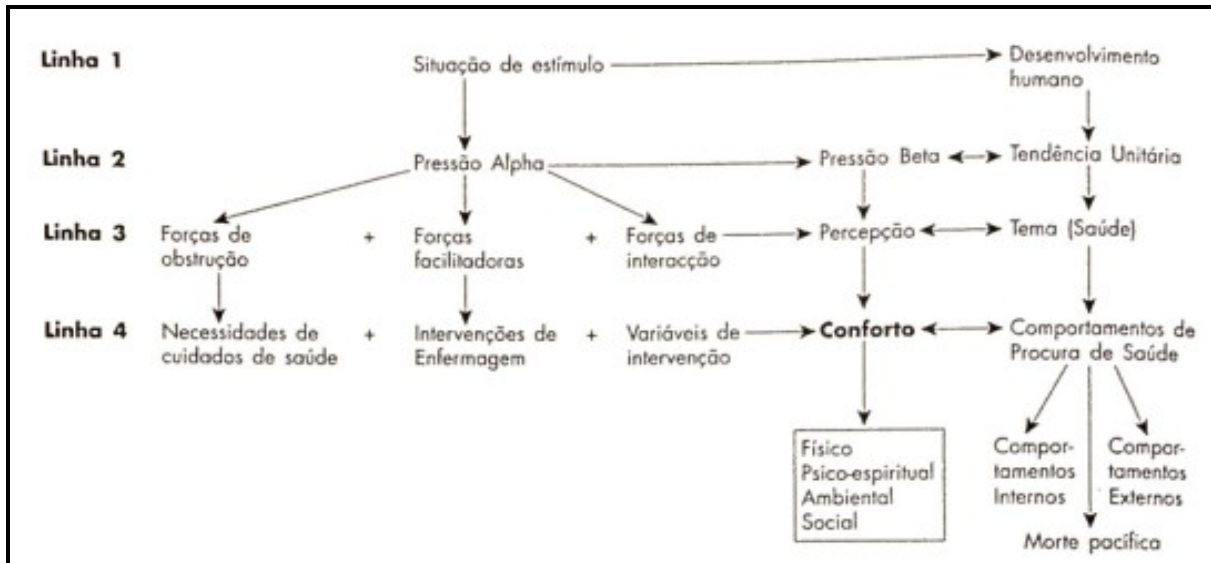 Linha 1
Situação de estímulo
Desenvolvimento
humano
Linha 2
Pressão Alpha
Pressão Beta
Tendência Unitária
Linha 3
Forças de
obstrução
+
Forças
facilitadoras
+
Forças de
interacção
Percepção
Tema (Saúde)
Linha 4
Necessidades de
cuidados de saúde
+
Intervenções de
Enfermagem
+
Variáveis de
intervenção
Conforto
Comportamentos de
Procura de Saúde
Físico
Psico-espiritual
Ambiental
Social
Compor-
tamentos
Internos
Compor-
tamentos
Externos
Morte pacífica